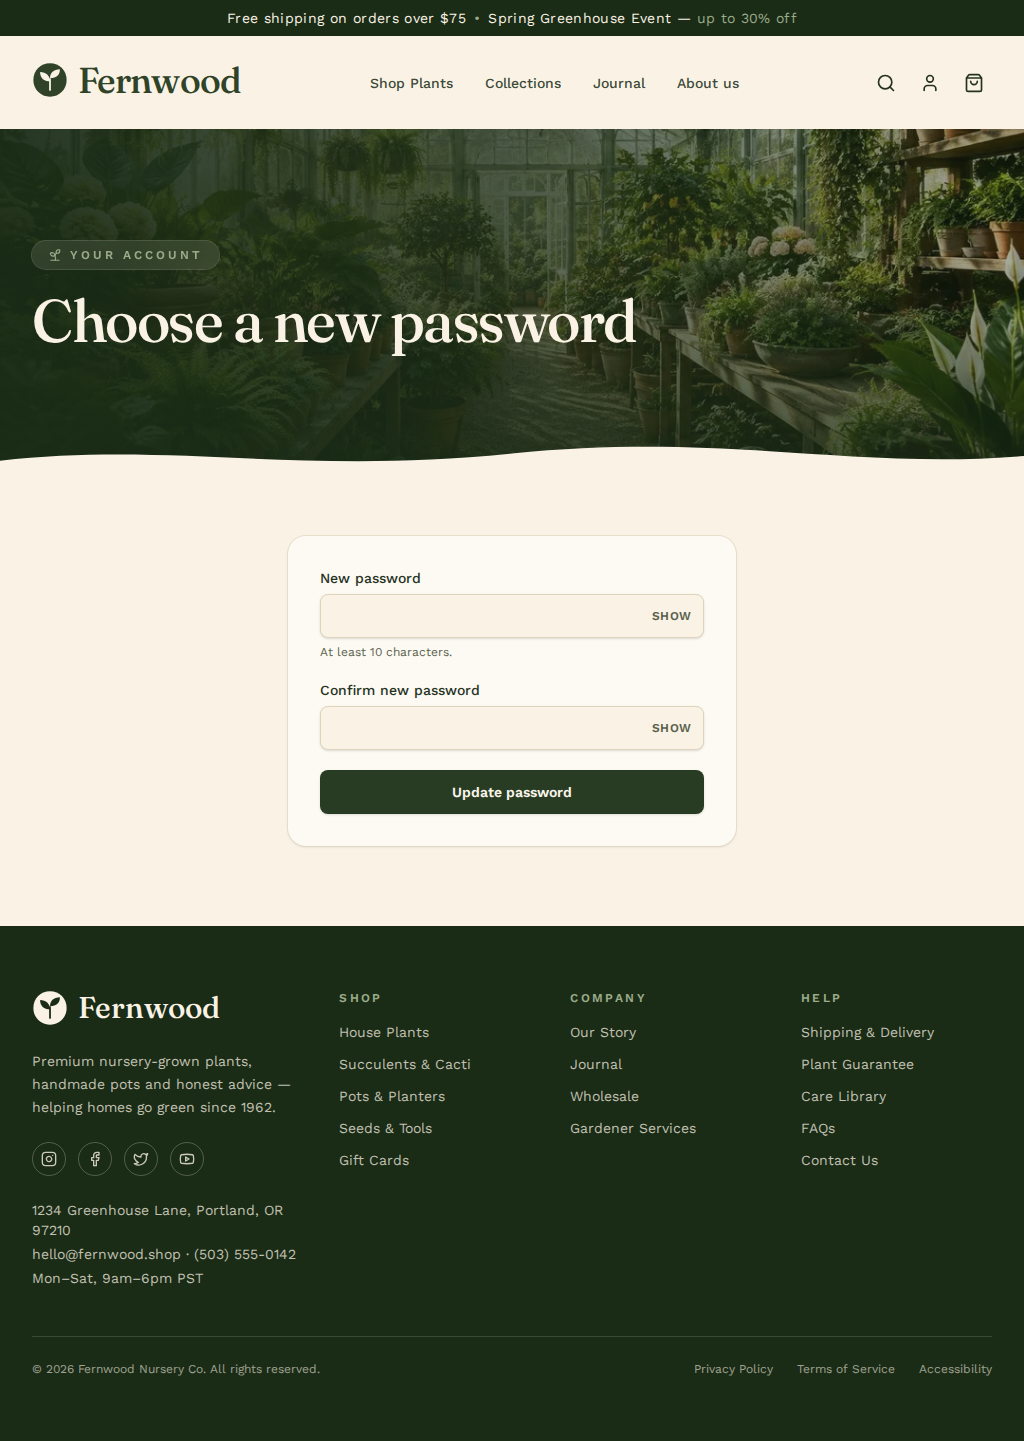 Free shipping on orders over $75 • Spring Greenhouse Event — up to 30% off
Fernwood
Shop Plants
Collections
Journal
About us
YOUR ACCOUNT
Choose a new password
New password
SHOW
At least 10 characters.
Confirm new password
SHOW
Update password
Fernwood
Premium nursery-grown plants,
handmade pots and honest advice —
helping homes go green since 1962.
1234 Greenhouse Lane, Portland, OR
97210
hello@fernwood.shop · (503) 555-0142
Mon–Sat, 9am–6pm PST
SHOP
House Plants
Succulents & Cacti
Pots & Planters
Seeds & Tools
Gift Cards
COMPANY
Our Story
Journal
Wholesale
Gardener Services
HELP
Shipping & Delivery
Plant Guarantee
Care Library
FAQs
Contact Us
© 2026 Fernwood Nursery Co. All rights reserved.
Privacy Policy
Terms of Service
Accessibility